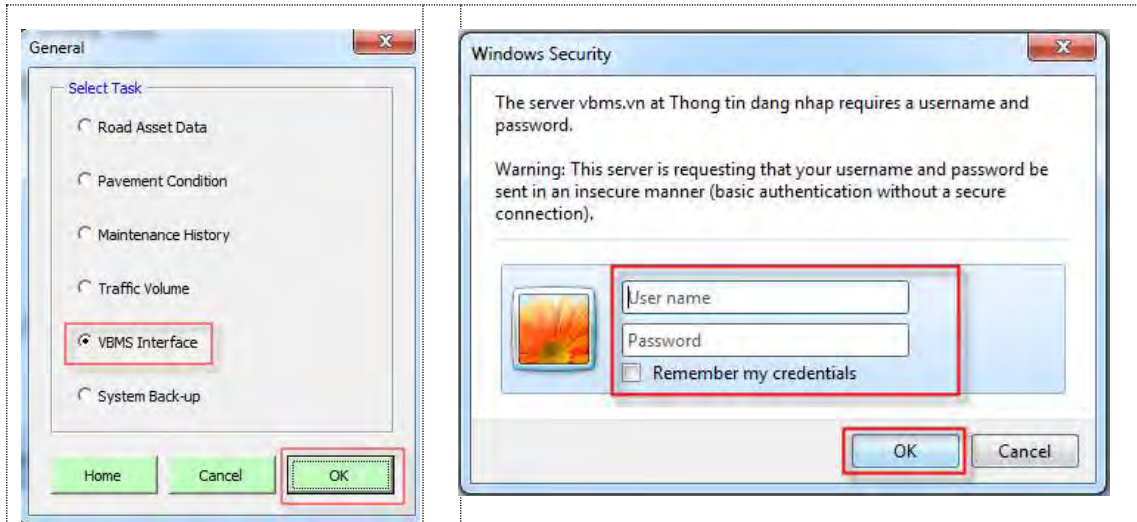 General
Select Task
Road Asset Data
Pavement Condition
Maintenance History
Traffic Volume
VBMS Interface
System Back-up
Home
Cancel
OK
Windows Security
The server vbms.vn at Thong tin dang nhap requires a username and
password.
Warning: This server is requesting that your username and password be
sent in an insecure manner (basic authentication without a secure
connection).
User name
Password
Remember my credentials
OK
Cancel